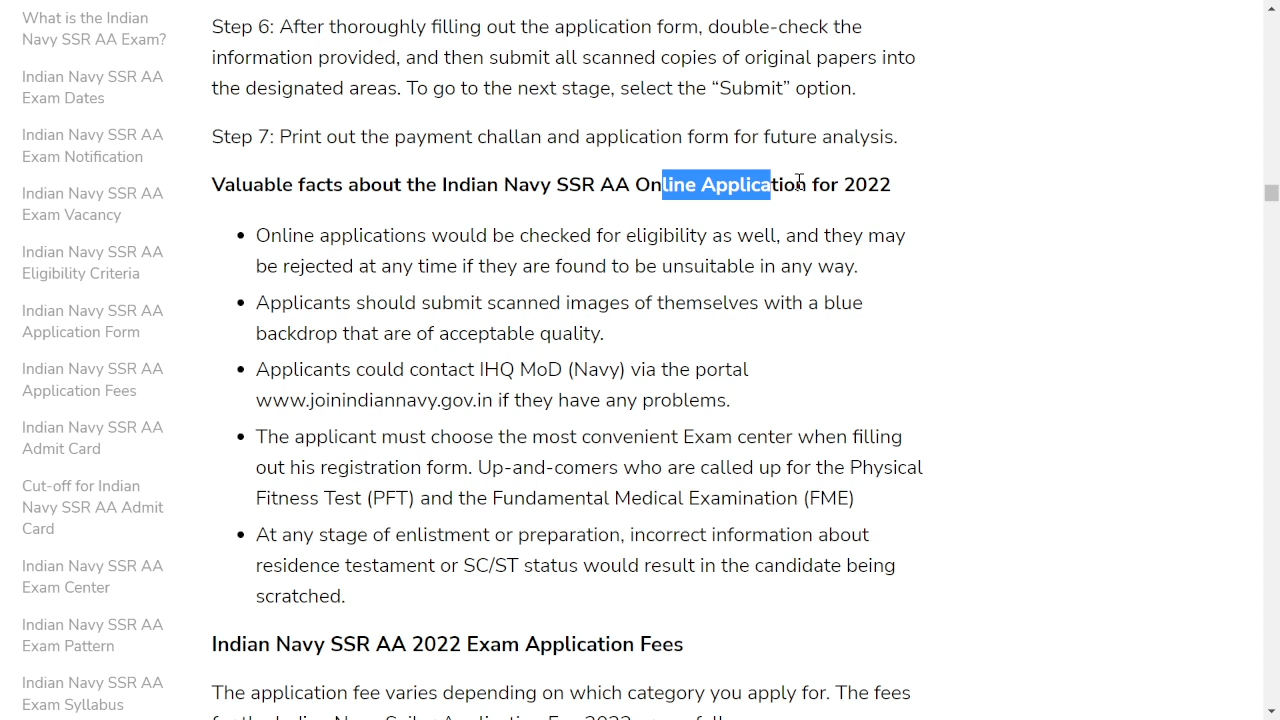 What is the Indian
Navy SSR AA Exam?
Indian Navy SSR AA
Exam Dates
Indian Navy SSR AA
Exam Notification
Indian Navy SSR AA
Exam Vacancy
Indian Navy SSR AA
Eligibility Criteria
Indian Navy SSR AA
Application Form
Indian Navy SSR AA
Application Fees
Indian Navy SSR AA
Admit Card
Cut-off for Indian
Navy SSR AA Admit
Card
Indian Navy SSR AA
Exam Center
Indian Navy SSR AA
Exam Pattern
Indian Navy SSR AA
Exam Syllabus
Step 6: After thoroughly filling out the application form, double-check the
information provided, and then submit all scanned copies of original papers into
the designated areas. To go to the next stage, select the “Submit” option.
Step 7: Print out the payment challan and application form for future analysis.
Valuable facts about the Indian Navy SSR AA Online Application for 2022
• Online applications would be checked for eligibility as well, and they may
be rejected at any time if they are found to be unsuitable in any way.
• Applicants should submit scanned images of themselves with a blue
backdrop that are of acceptable quality.
• Applicants could contact IHQ MoD (Navy) via the portal
www.joinindiannavy.gov.in if they have any problems.
• The applicant must choose the most convenient Exam center when filling
out his registration form. Up-and-comers who are called up for the Physical
Fitness Test (PFT) and the Fundamental Medical Examination (FME)
• At any stage of enlistment or preparation, incorrect information about
residence testament or SC/ST status would result in the candidate being
scratched.
Indian Navy SSR AA 2022 Exam Application Fees
The application fee varies depending on which category you apply for. The fees